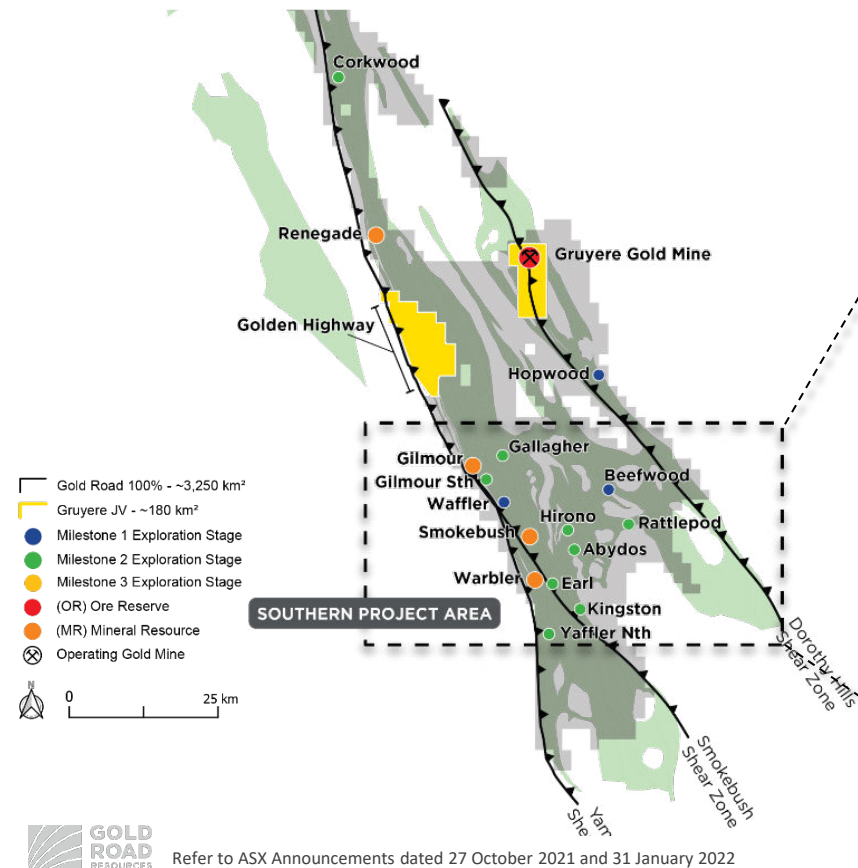 Corkwood
Renegade
Gruyere Gold Mine
Golden Highway
Hopwood
Gallagher
Gilmour
Gilmour Sth
Beefwood
Waffler
Hirono
Rattlepod
Smokebush
Abydos
Warbler
Earl
Kingston
Yaffler Nth
SOUTHERN PROJECT AREA
Dorothy Hills
Shear Zone
Smokebush
Shear Zone
Yarr
She
Gold Road 100% - ~3,250 km²
Gruyere JV - ~180 km²
Milestone 1 Exploration Stage
Milestone 2 Exploration Stage
Milestone 3 Exploration Stage
(OR) Ore Reserve
(MR) Mineral Resource
Operating Gold Mine
N
0 25 km
GOLD
ROAD
RESOURCES
Refer to ASX Announcements dated 27 October 2021 and 31 January 2022